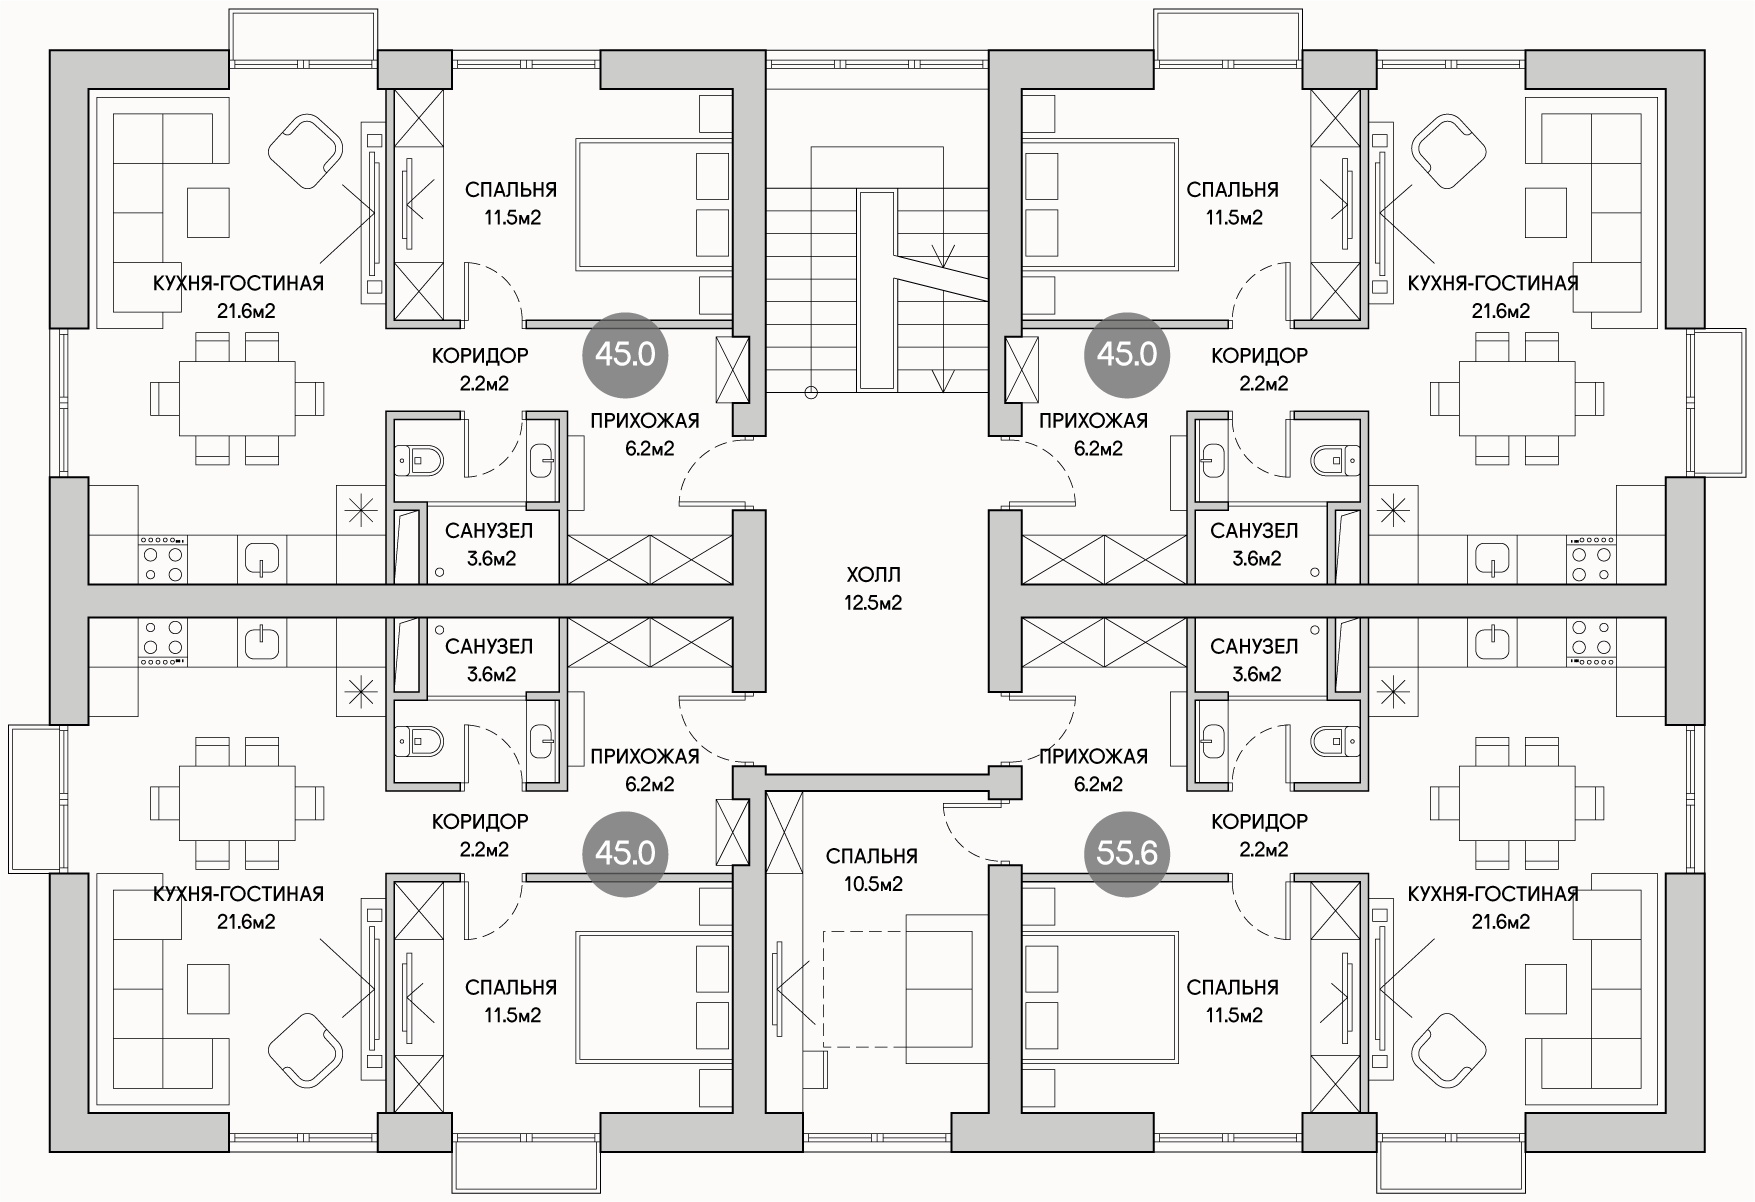 СПАЛЬНЯ
11.5м2
СПАЛЬНЯ
11.5м2
КУХНЯ-ГОСТИНАЯ
21.6м2
КУХНЯ-ГОСТИНАЯ
21.6м2
КОРИДОР
2.2м2
45.0
45.0
КОРИДОР
2.2м2
ПРИХОЖАЯ
6.2м2
ПРИХОЖАЯ
6.2м2
САНУЗЕЛ
3.6м2
САНУЗЕЛ
3.6м2
ХОЛЛ
12.5м2
САНУЗЕЛ
3.6м2
САНУЗЕЛ
3.6м2
ПРИХОЖАЯ
6.2м2
ПРИХОЖАЯ
6.2м2
КОРИДОР
2.2м2
45.0
СПАЛЬНЯ
10.5м2
55.6
КОРИДОР
2.2м2
КУХНЯ-ГОСТИНАЯ
21.6м2
КУХНЯ-ГОСТИНАЯ
21.6м2
СПАЛЬНЯ
11.5м2
СПАЛЬНЯ
11.5м2